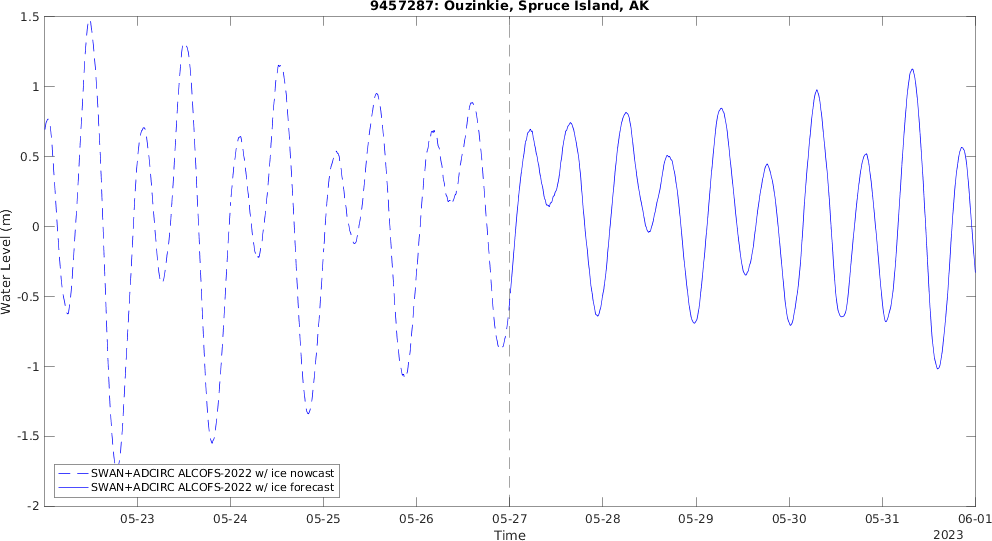 9457287: Ouzinkie, Spruce Island, AK
1.5
1
0.5
0
-0.5
-1
-1.5
-2
Water Level (m)
SWAN+ADCIRC ALCOFS-2022 w/ ice nowcast
SWAN+ADCIRC ALCOFS-2022 w/ ice forecast
05-23 05-24 05-25 05-26 05-27 05-28 05-29 05-30 05-31 06-01
Time
2023